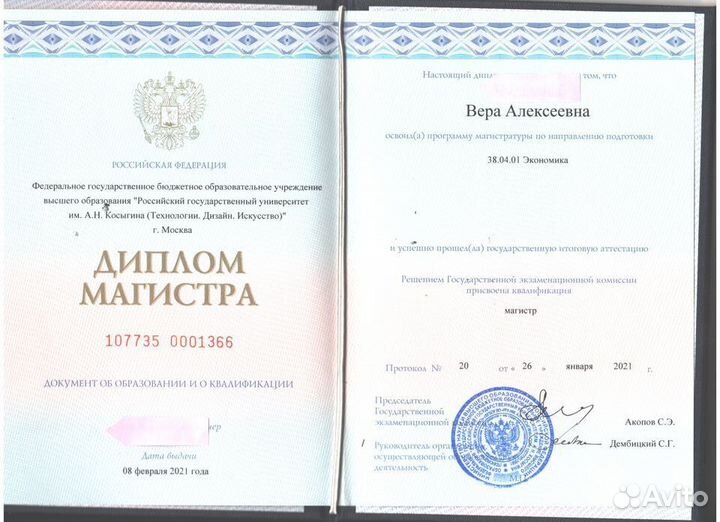 РОССИЙСКАЯ ФЕДЕРАЦИЯ
Федеральное государственное бюджетное образовательное учреждение
высшего образования "Российский государственный университет
им. А.Н. Косыгина (Технологии. Дизайн. Искусство)"
г. Москва
ДИПЛОМ
МАГИСТРА
107735 0001366
ДОКУМЕНТ ОБ ОБРАЗОВАНИИ И О КВАЛИФИКАЦИИ
Дата выдачи
08 февраля 2021 года
Настоящий том, что
Вера Алексеевна
освоил(а) программу магистратуры по направлению подготовки
38.04.01 Экономика
и успешно прошел(ла) государственную итоговую аттестацию
Решением Государственной экзаменационной комиссии
присвоена квалификация
магистр
Протокол № 20 от « 26 » января 2021 г.
Председатель
Государственной
экзаменационной
Акопов С.Э.
Руководитель
Дембицкий С.Г.
осуществляющей
деятельность
Avito